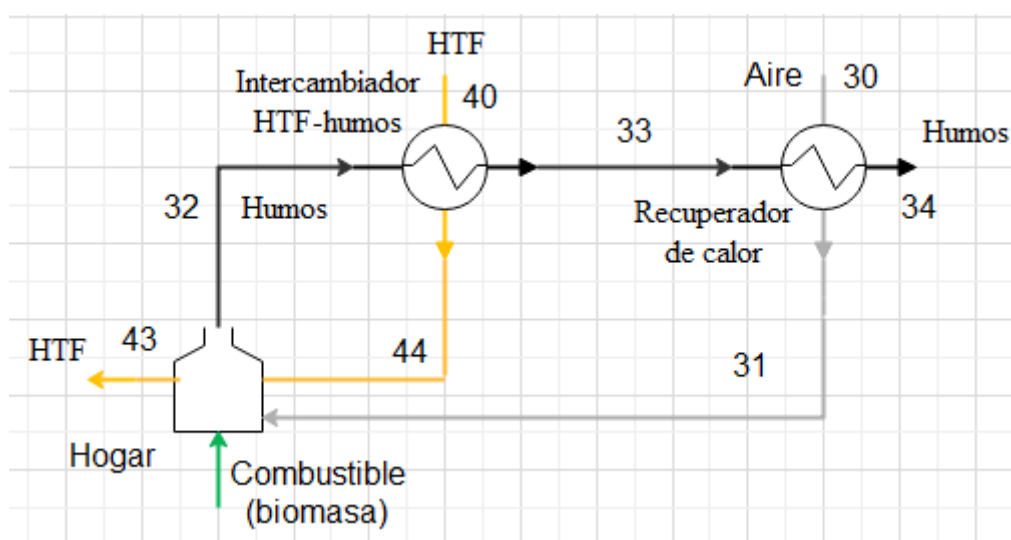 HTF
Intercambiador
HTF-humos
40
33
Aire
30
Humos
32
Humos
Recuperador
de calor
34
HTF
43
44
31
Hogar
Combustible
(biomasa)